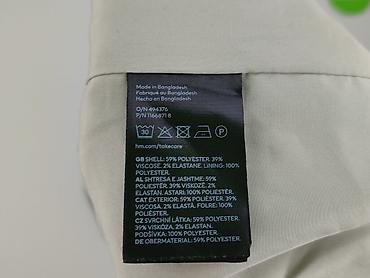 Made in Bangladesh
Fabriqué au Bangladesh
Hecho en Bangladesh
O/N 494376
P/N 1166871 8
30
P
hm.com/takecare
GB SHELL: 59% POLYESTER. 39%
VISCOSE. 2% ELASTANE. LINING: 100%
POLYESTER.
AL SHTRESA E JASHTME: 59%
POLIESTËR. 39% VISKOZË. 2%
ELASTAN. ASTARI: 100% POLIESTËR.
CAT EXTERIOR: 59% POLIÈSTER. 39%
VISCOSA. 2% ELASTÀ. FOLRE: 100%
POLIÈSTER.
CZ SVRCHNÍ LÁTKA: 59% POLYESTER.
39% VISKÓZA. 2% ELASTAN.
PODŠÍVKA: 100% POLYESTER.
DE OBERMATERIAL: 59% POLYESTER.